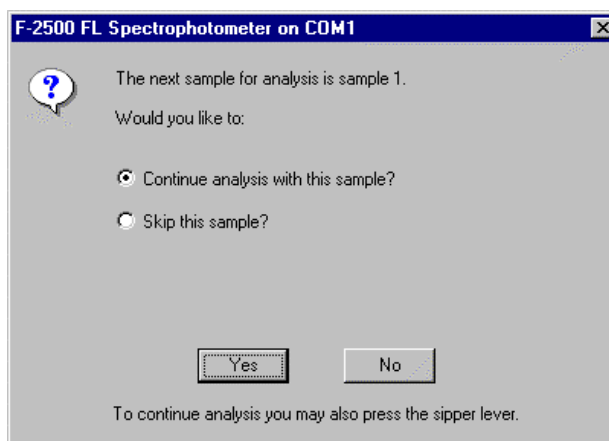 F-2500 FL Spectrophotometer on COM1
The next sample for analysis is sample 1.
Would you like to:
Continue analysis with this sample?
Skip this sample?
Yes
No
To continue analysis you may also press the sipper lever.